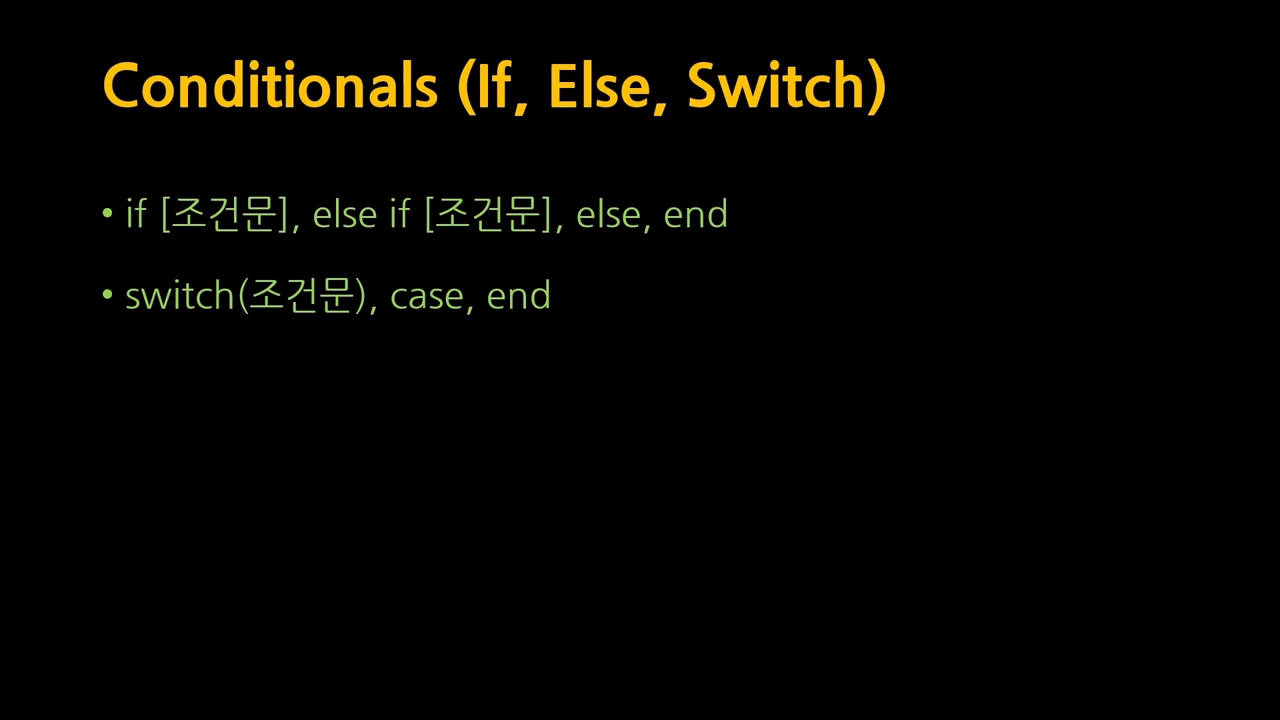 Conditionals (If, Else, Switch)
• if [조건문], else if [조건문], else, end
• switch(조건문), case, end